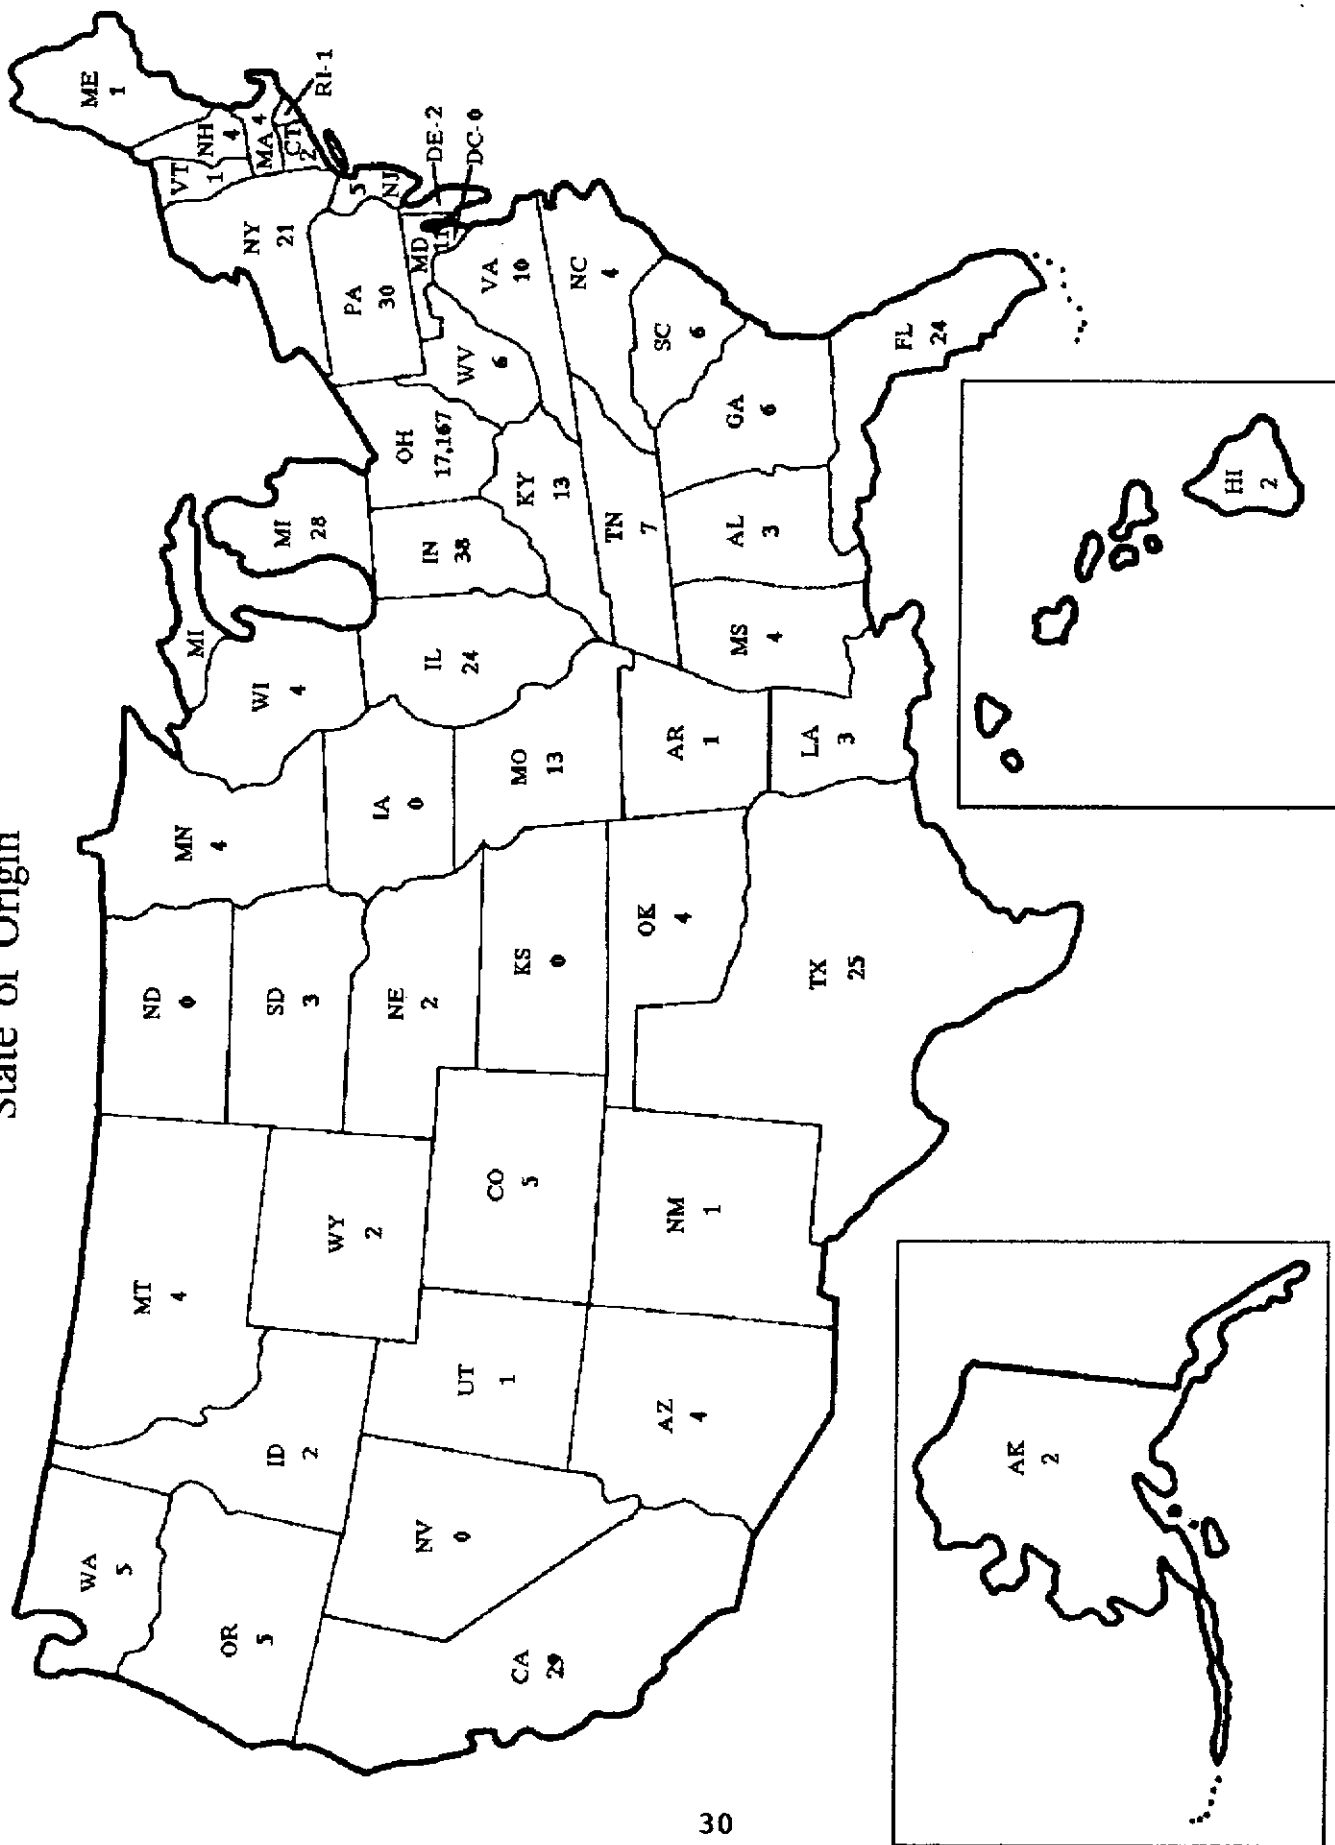 State of Origin
WA
5
OR
5
CA
29
NV
0
ID
2
MT
4
WY
2
UT
1
AZ
4
CO
5
NM
1
ND
0
SD
3
NE
2
KS
0
OK
4
TX
25
MN
4
IA
0
MO
13
AR
1
LA
3
WI
4
MI
MI
28
IL
24
IN
38
OH
17,167
KY
13
TN
7
MS
4
AL
3
GA
6
FL
24
SC
6
NC
4
VA
10
WV
6
PA
30
NY
21
VT
1
NH
4
ME
1
MA 4
CT
2
RI-1
5
NJ
DE-2
MD
11
DC-0
AK
2
HI
2
30